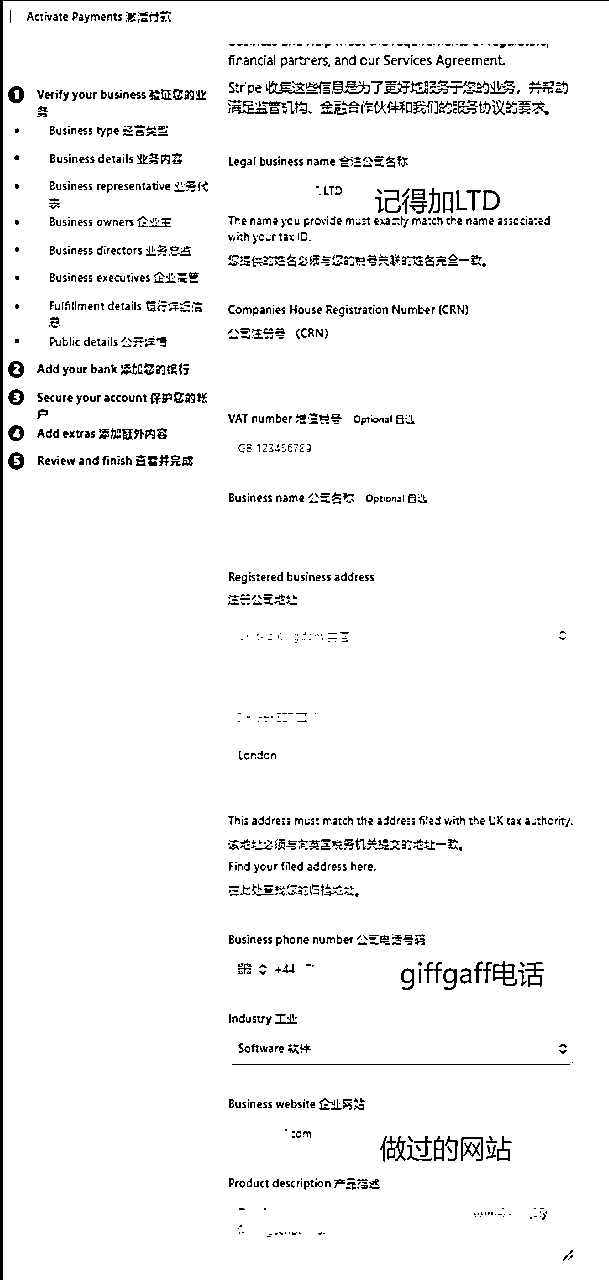 Activate Payments 激活付款
financial partners, and our Services Agreement.
Stripe 收集这些信息是为了更好地服务于您的业务，并帮助
满足监管机构、金融合作伙伴和我们的服务协议的要求。
1 Verify your business 验证您的业
务
Business type 经营类型
Business details 业务内容
Business representative 业务代
表
Business owners 企业主
Business directors 业务总监
Business executives 企业高管
Fulfillment details 履行详细信
息
Public details 公开详情
2 Add your bank 添加您的银行
3 Secure your account 保护您的账
户
4 Add extras 添加额外内容
5 Review and finish 查看并完成
Legal business name 合法公司名称
LTD
记得加LTD
The name you provide must exactly match the name associated
with your tax ID.
您提供的姓名必须与您的税号关联的姓名完全一致。
Companies House Registration Number (CRN)
公司注册号 （CRN）
VAT number 增值税号 Optional 自选
GB 123456789
Business name 公司名称 Optional 自选
Registered business address
注册公司地址
英国
London
This address must match the address filed with the UK tax authority.
该地址必须与向英国税务机关提交的地址一致。
Find your filed address here.
在此处查找您的归档地址。
Business phone number 公司电话号码
+44
giffgaff电话
Industry 工业
Software 软件
Business website 企业网站
.com
做过的网站
Product description 产品描述